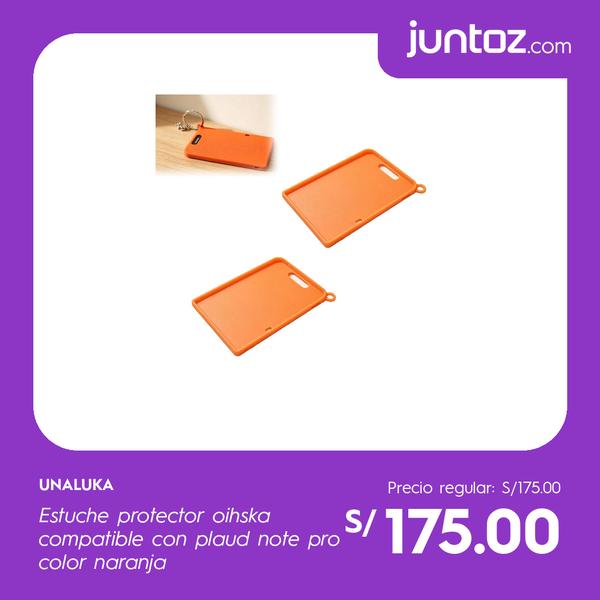 juntoz.com
UNALUKA
Estuche protector oihska
compatible con plaud note pro
color naranja
Precio regular: S/175.00
S/ 175.00